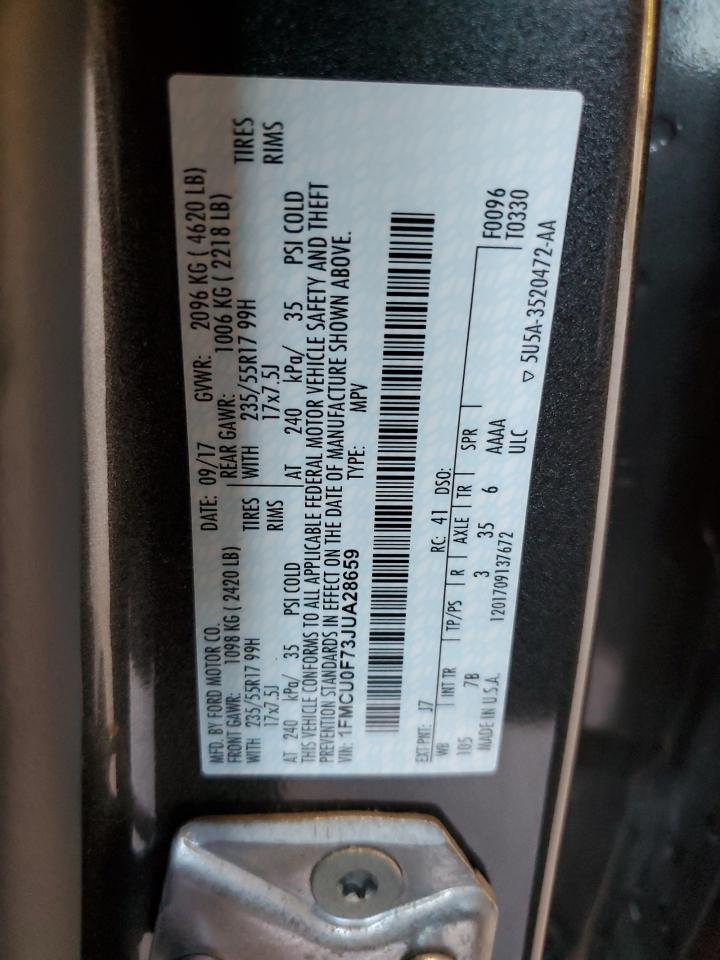 MFD. BY FORD MOTOR CO.
DATE: 09/17 GVWR: 2096 KG ( 4620 LB)
FRONT GAWR: 1098 KG ( 2420 LB) REAR GAWR: 1006 KG ( 2218 LB)
WITH 235/55R17 99H TIRES WITH 235/55R17 99H TIRES
17x7.5J RIMS 17x7.5J RIMS
AT 240 kPa/ 35 PSI COLD AT 240 kPa/ 35 PSI COLD
THIS VEHICLE CONFORMS TO ALL APPLICABLE FEDERAL MOTOR VEHICLE SAFETY AND THEFT
PREVENTION STANDARDS IN EFFECT ON THE DATE OF MANUFACTURE SHOWN ABOVE.
VIN: 1FMCU0F73JUA28659 TYPE: MPV
EXT PNT: J7 RC: 41 DSO:
WB INT TR TP/PS R AXLE TR SPR F0096
105 7B 3 35 6 AAAA T0330
MADE IN U.S.A. 1201709137672 ULC
▽ 5U5A-3520472-AA